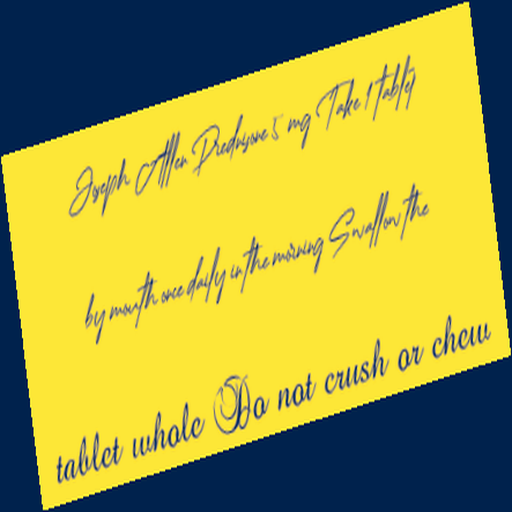 Joseph Allen Prednisone 5 mg Take 1 tablet
by mouth once daily in the morning Swallow the
tablet whole Do not crush or chew